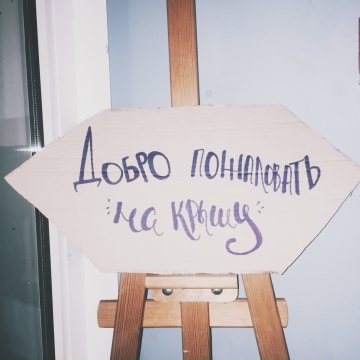 Добро пожаловать
на крышу